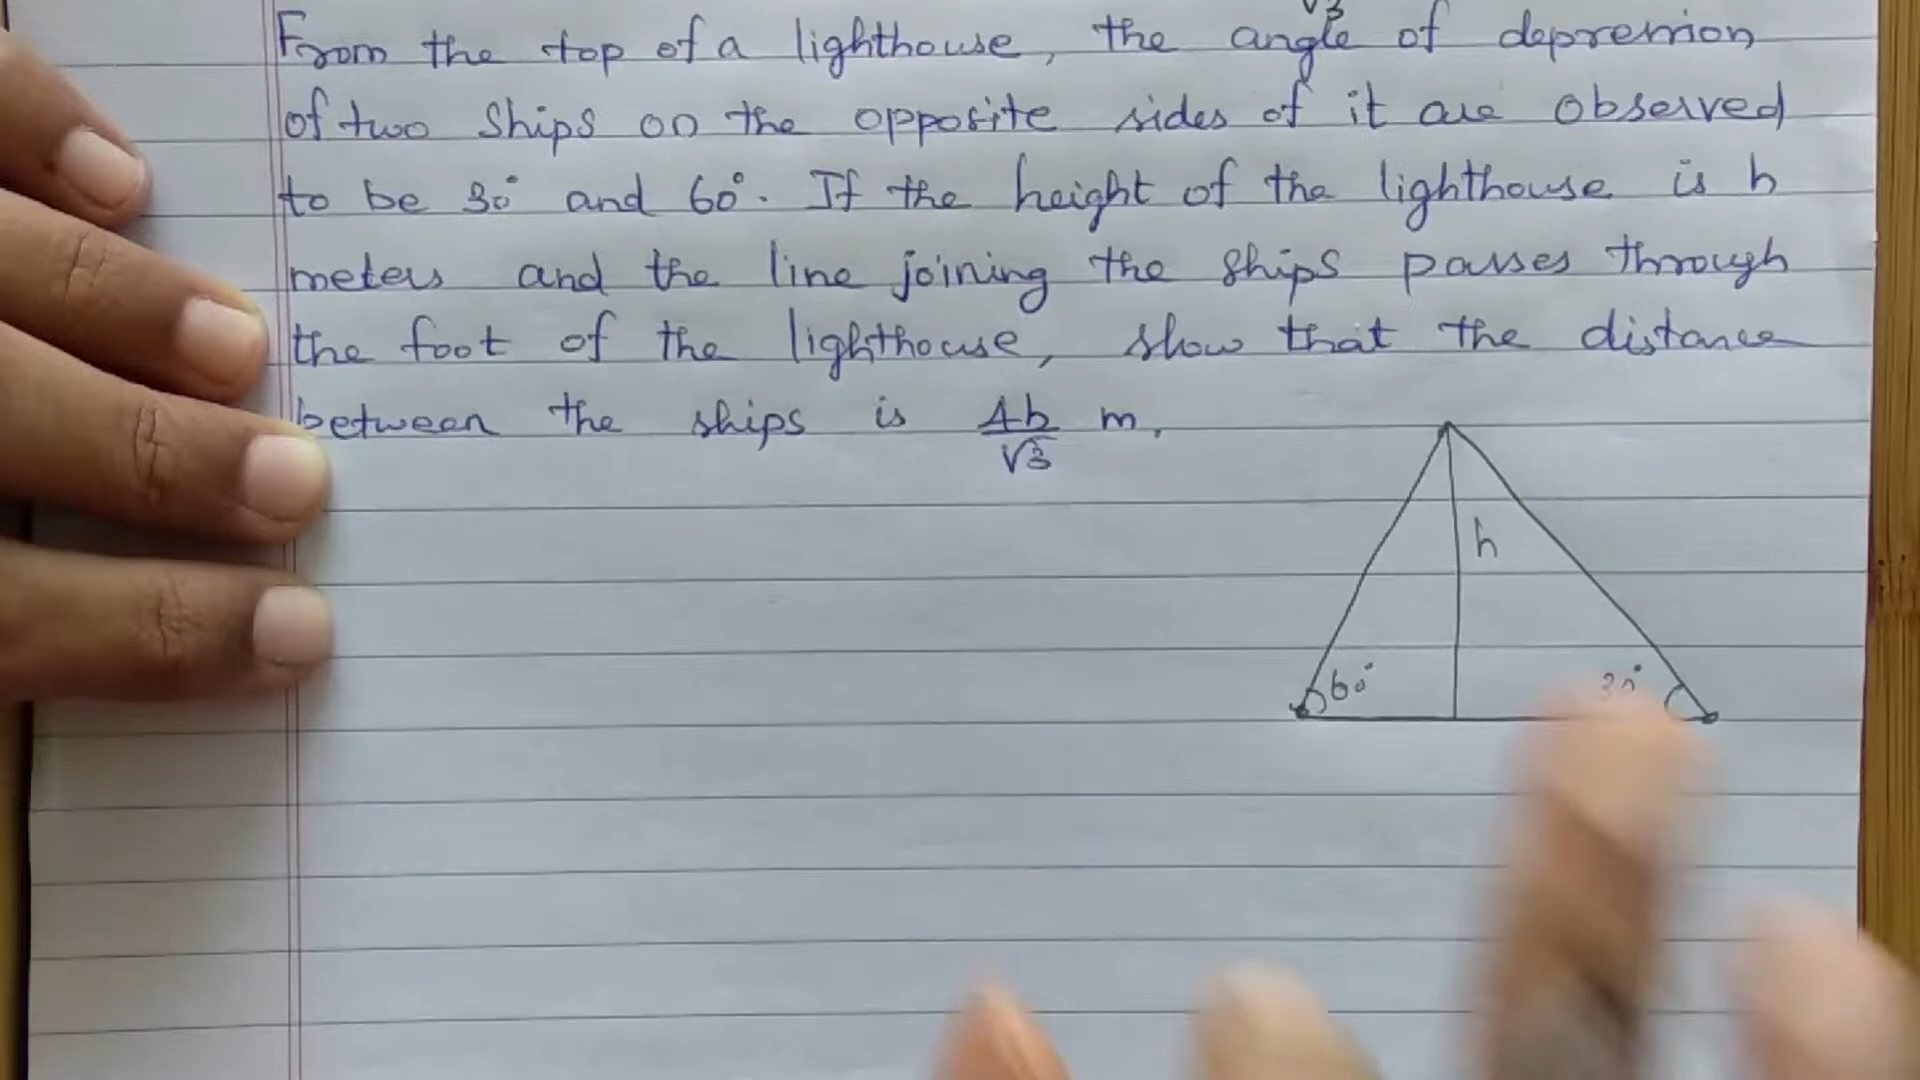 √3
From the top of a lighthouse, the angle of depression
of two ships on the opposite sides of it are observed
to be 30° and 60°. If the height of the lighthouse is h
meters and the line joining the ships passes through
the foot of the lighthouse, show that the distance
between the ships is 4h/√3 m.
h
60° 30°